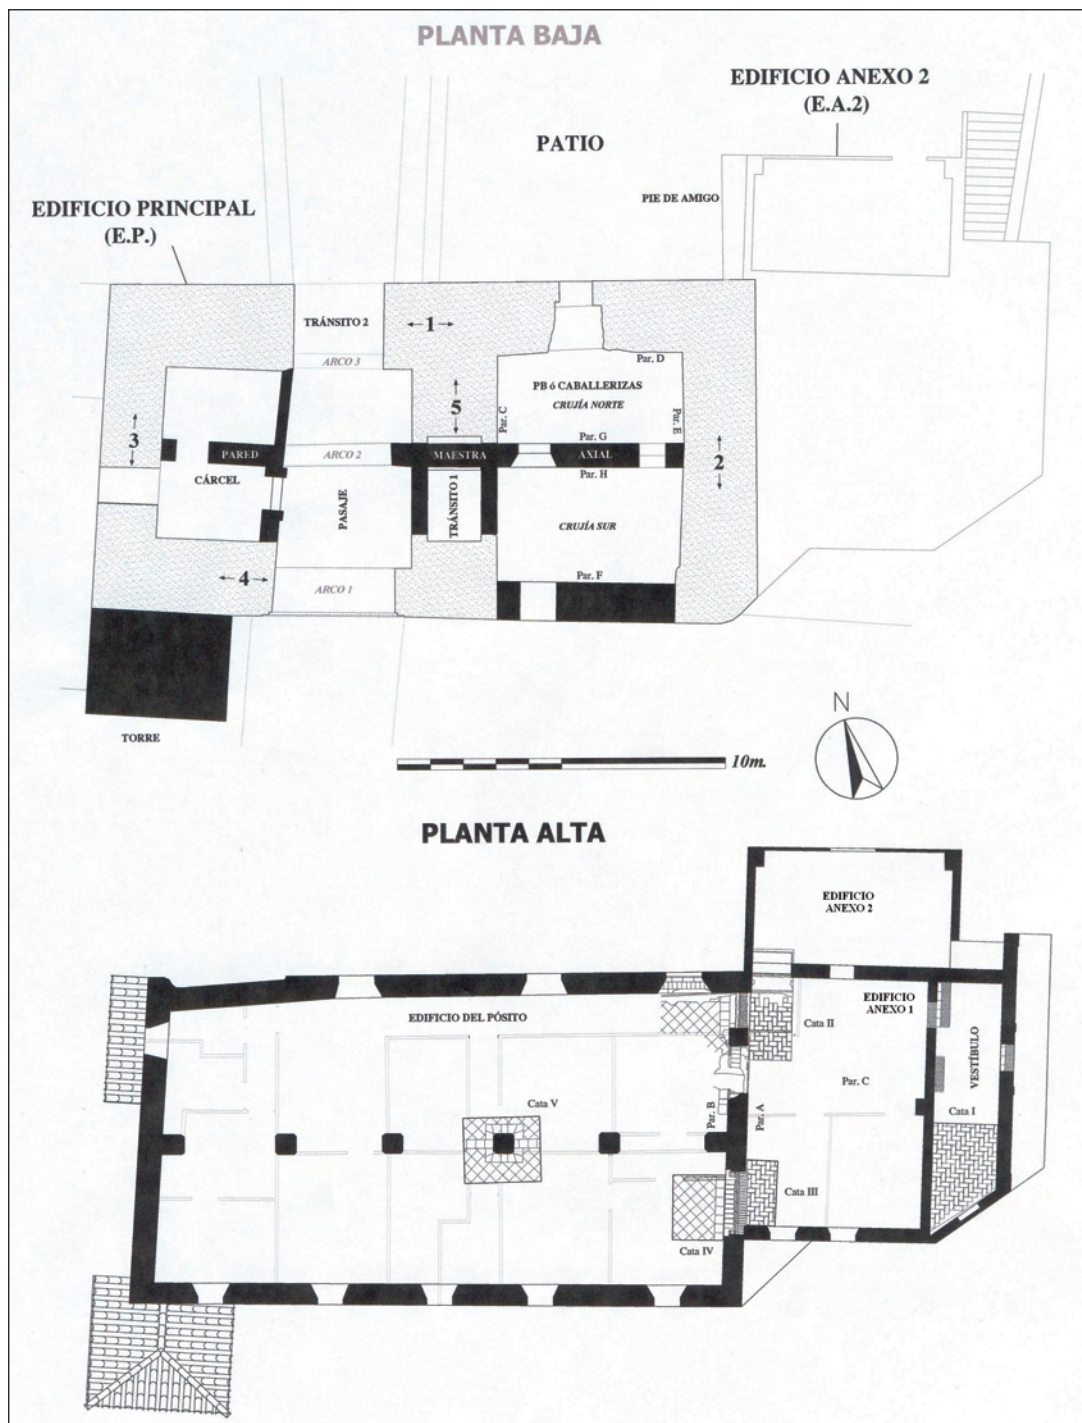 PLANTA BAJA
EDIFICIO ANEXO 2
(E.A.2)
PATIO
PIE DE AMIGO
EDIFICIO PRINCIPAL
(E.P.)
TRÁNSITO 2
1
ARCO 3
Par. D
PB ó CABALLERIZAS
CRUJÍA NORTE
5
Par. C
Par. E
3
Par. G
PARED
ARCO 2
MAESTRA
AXIAL
2
CÁRCEL
Par. H
PASAJE
TRÁNSITO 1
CRUJÍA SUR
4
ARCO 1
Par. F
TORRE
N
10m.
PLANTA ALTA
EDIFICIO
ANEXO 2
EDIFICIO
ANEXO 1
EDIFICIO DEL PÓSITO
Cata II
VESTÍBULO
Par. C
Cata V
Par. B
Par. A
Cata I
Cata III
Cata IV